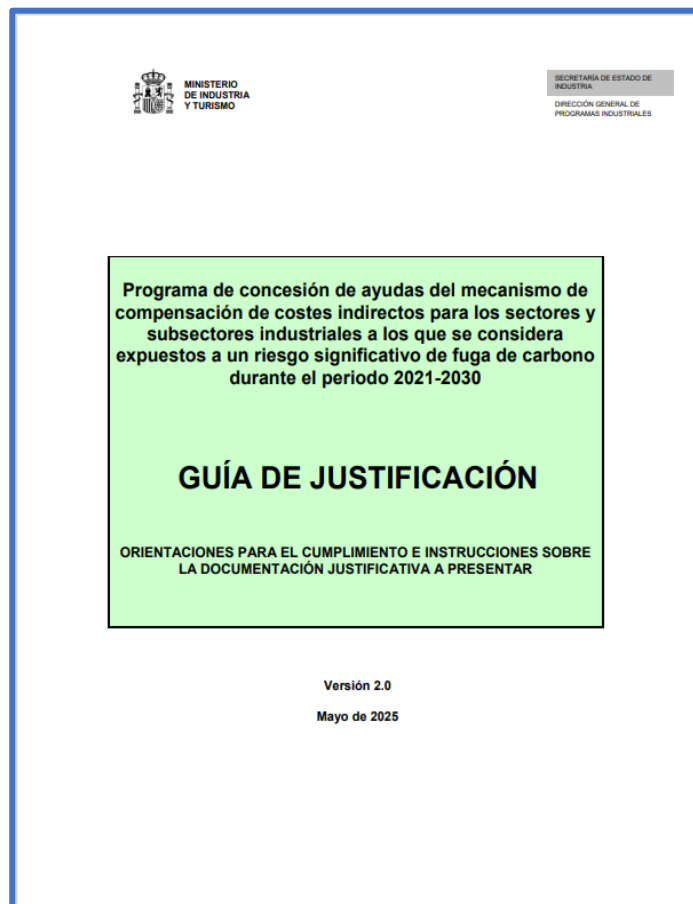 MINISTERIO
DE INDUSTRIA
Y TURISMO
SECRETARÍA DE ESTADO DE
INDUSTRIA
DIRECCIÓN GENERAL DE
PROGRAMAS INDUSTRIALES
Programa de concesión de ayudas del mecanismo de
compensación de costes indirectos para los sectores y
subsectores industriales a los que se considera
expuestos a un riesgo significativo de fuga de carbono
durante el periodo 2021-2030
GUÍA DE JUSTIFICACIÓN
ORIENTACIONES PARA EL CUMPLIMIENTO E INSTRUCCIONES SOBRE
LA DOCUMENTACIÓN JUSTIFICATIVA A PRESENTAR
Versión 2.0
Mayo de 2025